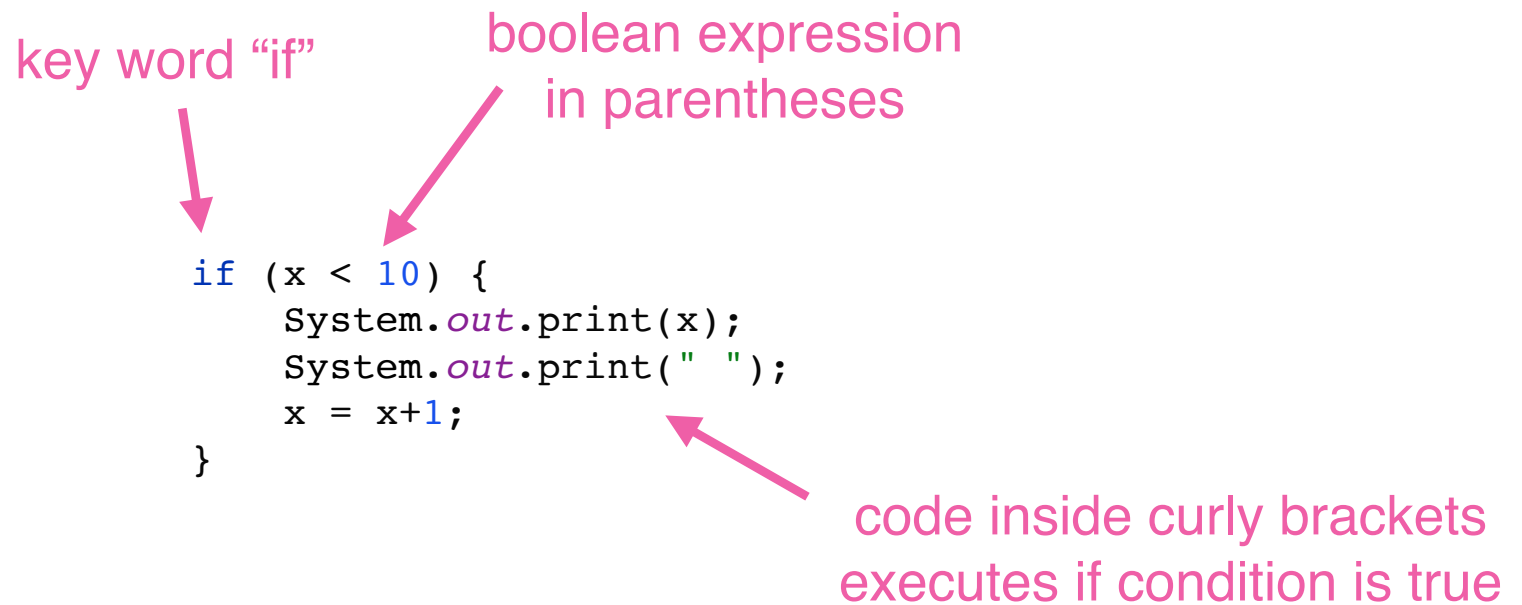 key word “if”
boolean expression
in parentheses
if (x < 10) {
    System.out.print(x);
    System.out.print(" ");
    x = x+1;
}
code inside curly brackets
executes if condition is true